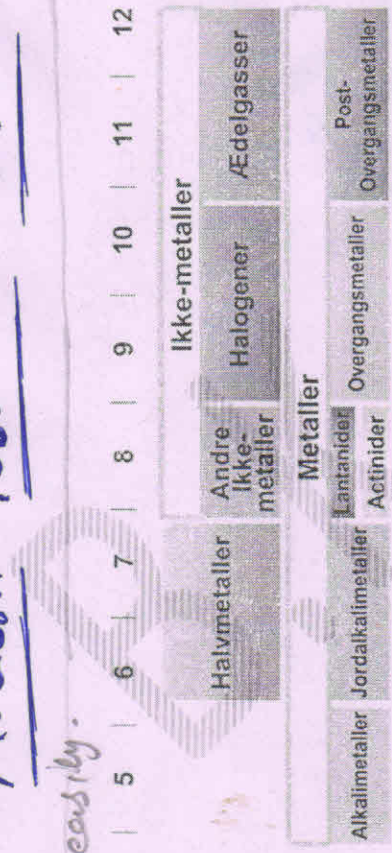 easily.
5 6 7 8 9 10 11 12
Ikke-metaller
Halvmetaller
Andre
Ikke-
metaller
Halogener
Ædelgasser
Metaller
Alkalimetaller
Jordalkalimetaller
Lantanider
Actinider
Overgangsmetaller
Post-
Overgangsmetaller